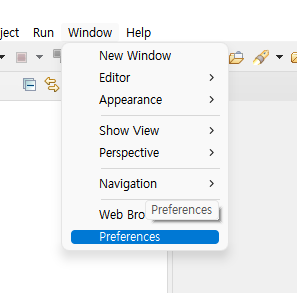 ject Run Window Help
New Window
Editor
Appearance
Show View
Perspective
Navigation
Web Bro
Preferences
Preferences